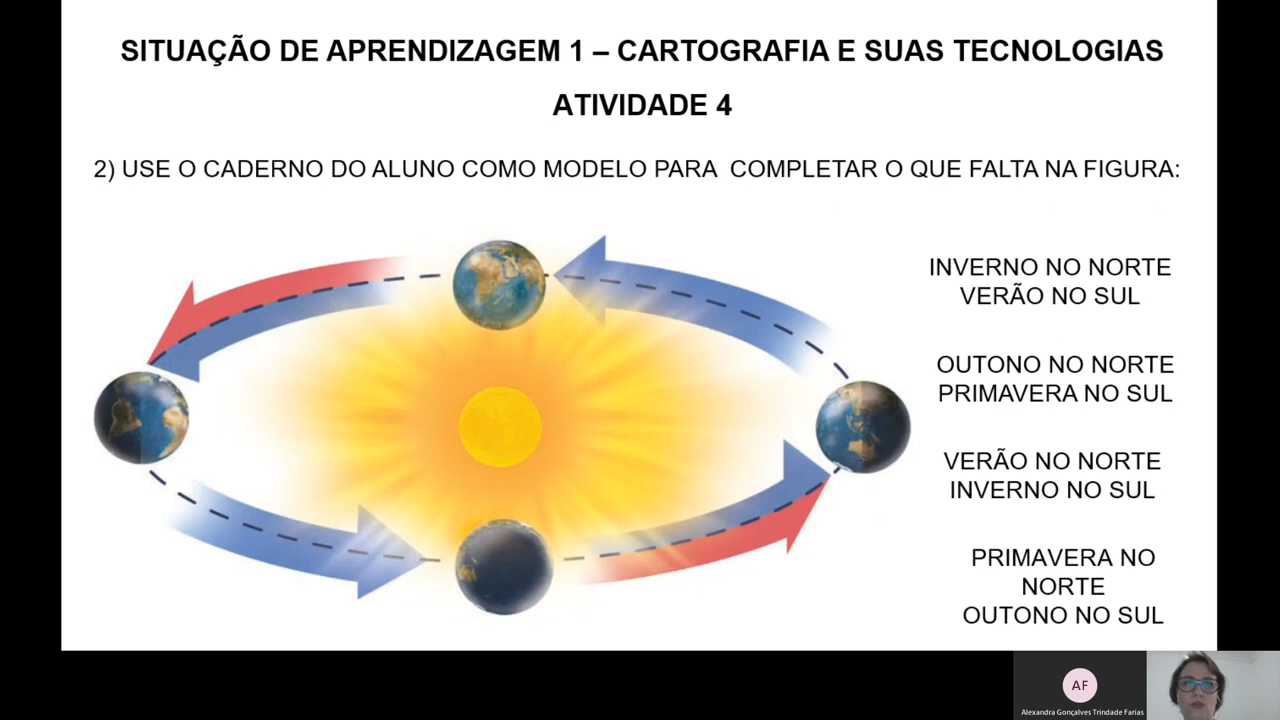 SITUAÇÃO DE APRENDIZAGEM 1 – CARTOGRAFIA E SUAS TECNOLOGIAS
ATIVIDADE 4
2) USE O CADERNO DO ALUNO COMO MODELO PARA COMPLETAR O QUE FALTA NA FIGURA:
INVERNO NO NORTE
VERÃO NO SUL
OUTONO NO NORTE
PRIMAVERA NO SUL
VERÃO NO NORTE
INVERNO NO SUL
PRIMAVERA NO
NORTE
OUTONO NO SUL
AF
Alexandra Gonçalves Trindade Farias